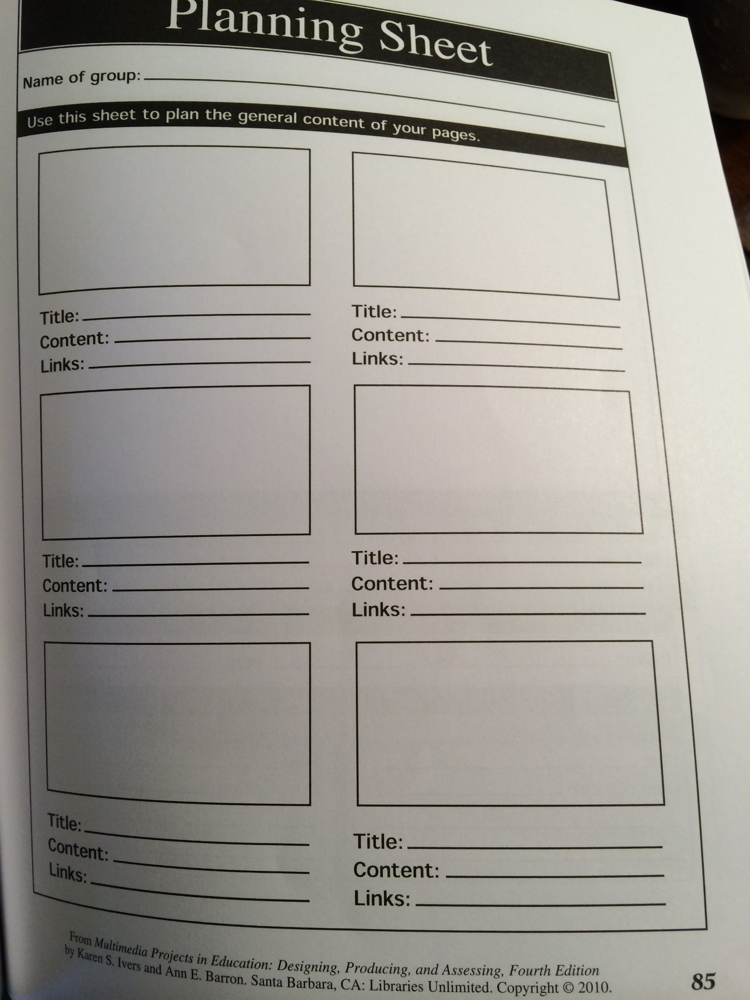 Planning Sheet
Name of group:
Use this sheet to plan the general content of your pages.
Title:
Content:
Links:
Title:
Content:
Links:
Title:
Content:
Links:
Title:
Content:
Links:
Title:
Content:
Links:
Title:
Content:
Links:
From Multimedia Projects in Education: Designing, Producing, and Assessing, Fourth Edition
by Karen S. Ivers and Ann E. Barron. Santa Barbara, CA: Libraries Unlimited. Copyright © 2010.
85